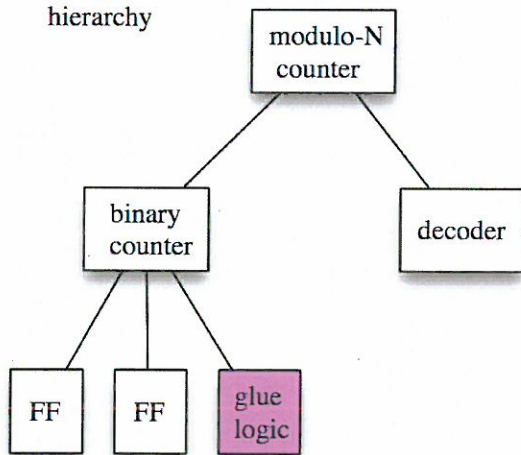 hierarchy
modulo-N
counter
binary
counter
decoder
FF
FF
glue
logic